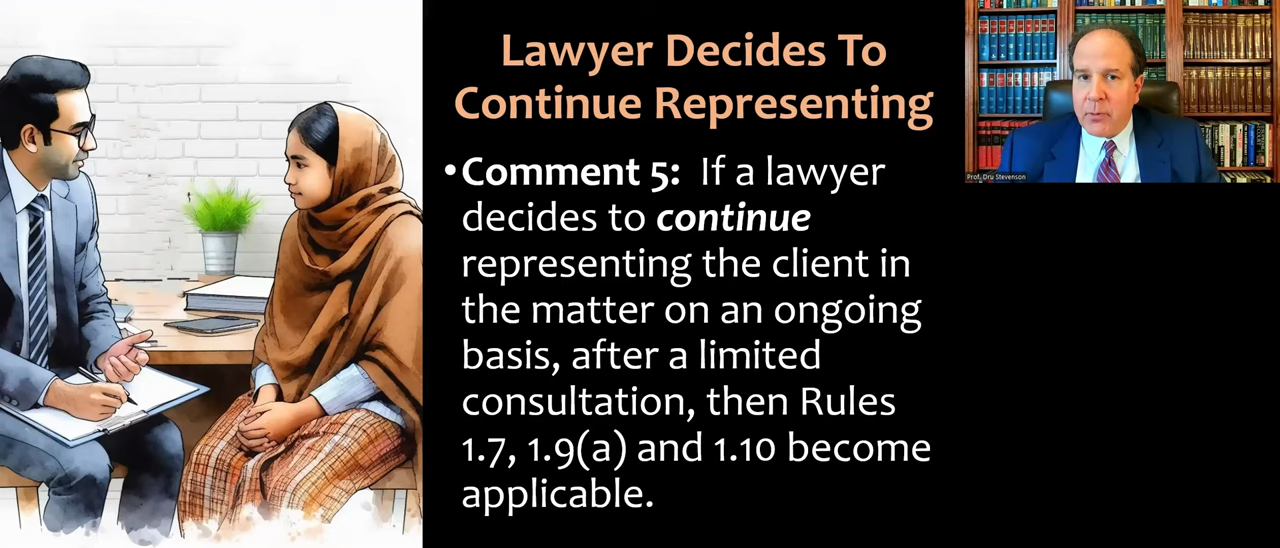 Lawyer Decides To
Continue Representing
•Comment 5: If a lawyer
decides to continue
representing the client in
the matter on an ongoing
basis, after a limited
consultation, then Rules
1.7, 1.9(a) and 1.10 become
applicable.
Prof. Dru Stevenson